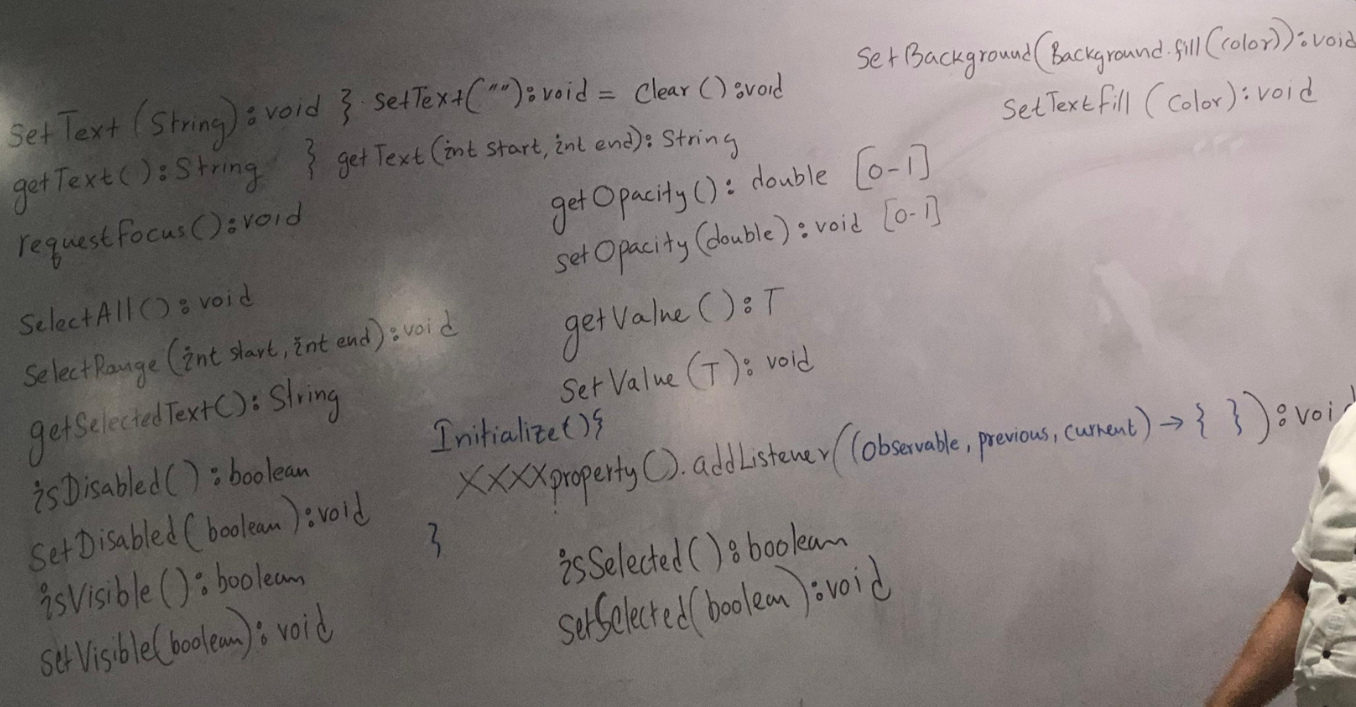 SetText (String): void } setText(""): void = Clear (): void
getText(): String } getText (int start, int end): String
requestFocus(): void
SelectAll(): void
SelectRange (int start, int end): void
getSelectedText(): String
isDisabled(): boolean
SetDisabled( boolean ): void
isVisible(): boolean
SetVisible(boolean): void
SetBackground(Background.fill(Color)): void
SetTextfill (Color): void
getOpacity(): double [0-1]
setOpacity(double): void [0-1]
getValue(): T
SetValue(T): void
Initialize(){
XXXXproperty().addListener((Observable, previous, current) → { }): void
}
isSelected(): boolean
setSelected(boolean): void